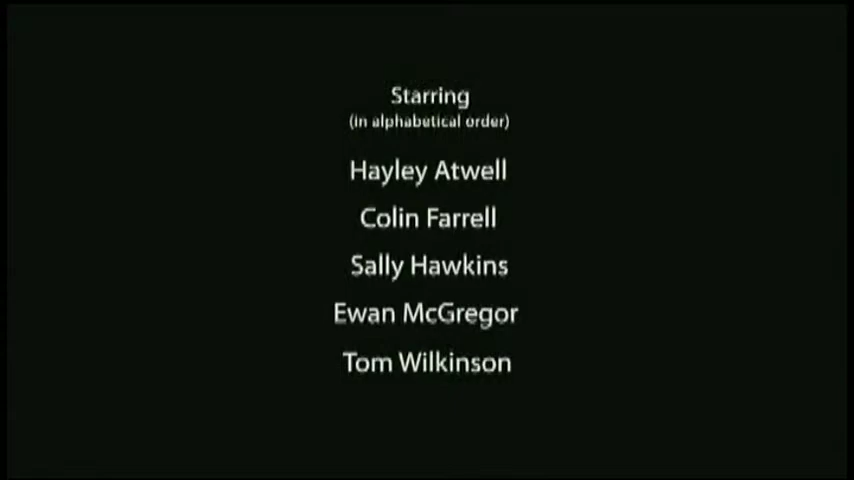 Starring
(in alphabetical order)
Hayley Atwell
Colin Farrell
Sally Hawkins
Ewan McGregor
Tom Wilkinson